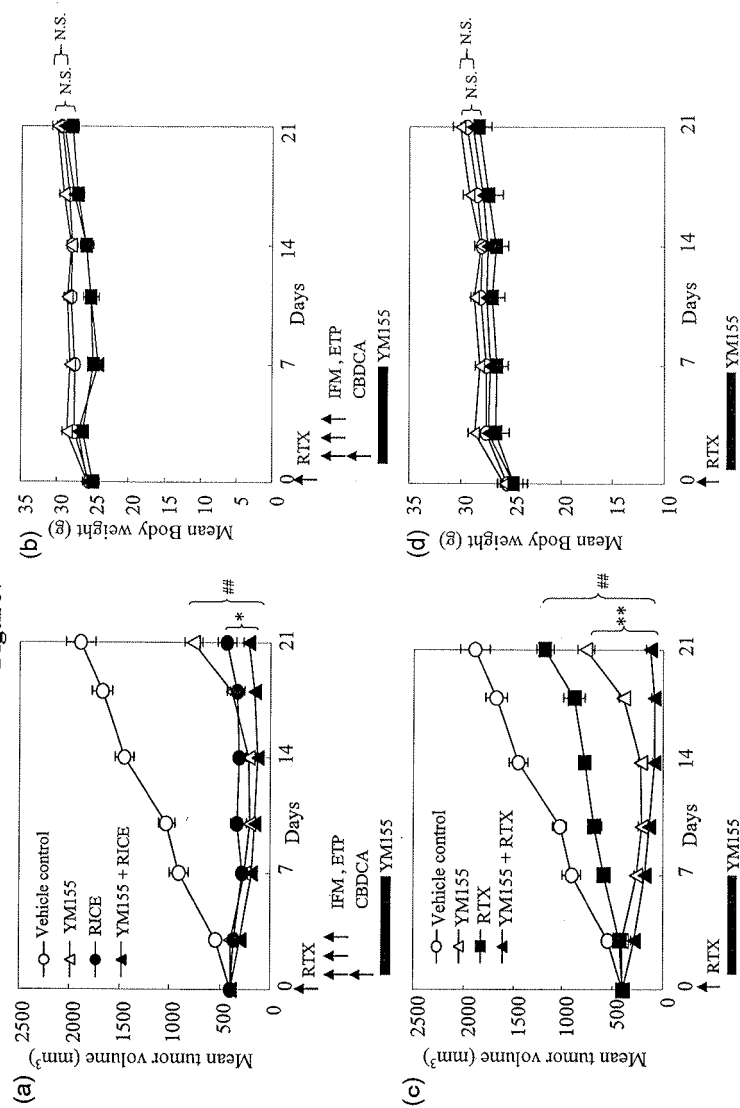 (a)
Mean tumor volume (mm³)
2500
2000
1500
1000
500
0
Vehicle control
YM155
RICE
YM155 + RICE
*
##
0
7
14
21
Days
RTX
IFM , ETP
CBDCA
YM155
(b)
Mean Body weight (g)
35
30
25
20
15
10
5
0
N.S.
N.S.
0
7
14
21
Days
RTX
IFM , ETP
CBDCA
YM155
(c)
Mean tumor volume (mm³)
2500
2000
1500
1000
500
0
Vehicle control
YM155
RTX
YM155 + RTX
**
##
0
7
14
21
Days
RTX
YM155
(d)
Mean Body weight (g)
35
30
25
20
15
10
N.S.
N.S.
0
7
14
21
Days
RTX
YM155